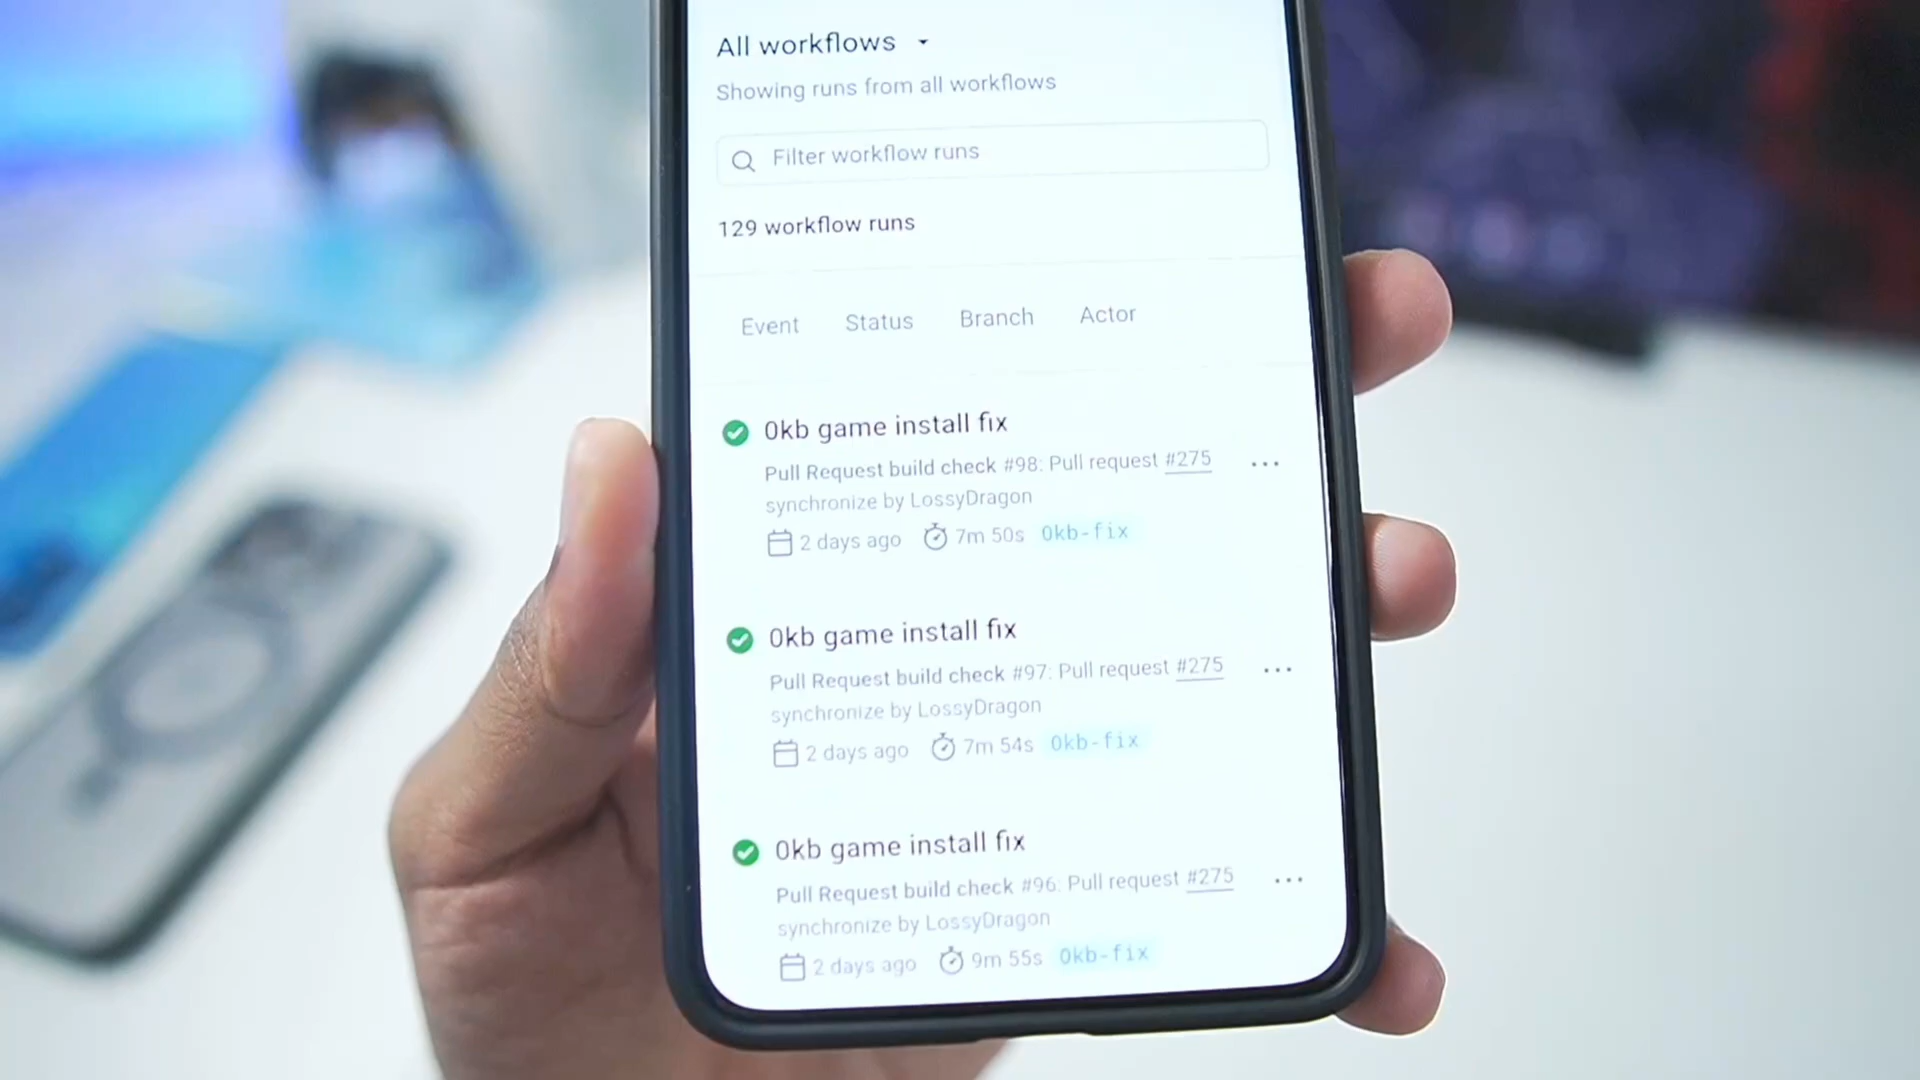 All workflows
Showing runs from all workflows
Filter workflow runs
129 workflow runs
Event Status Branch Actor
0kb game install fix
Pull Request build check #98: Pull request #275
synchronize by LossyDragon
2 days ago 7m 50s 0kb-fix
0kb game install fix
Pull Request build check #97: Pull request #275
synchronize by LossyDragon
2 days ago 7m 54s 0kb-fix
0kb game install fix
Pull Request build check #96: Pull request #275
synchronize by LossyDragon
2 days ago 9m 55s 0kb-fix